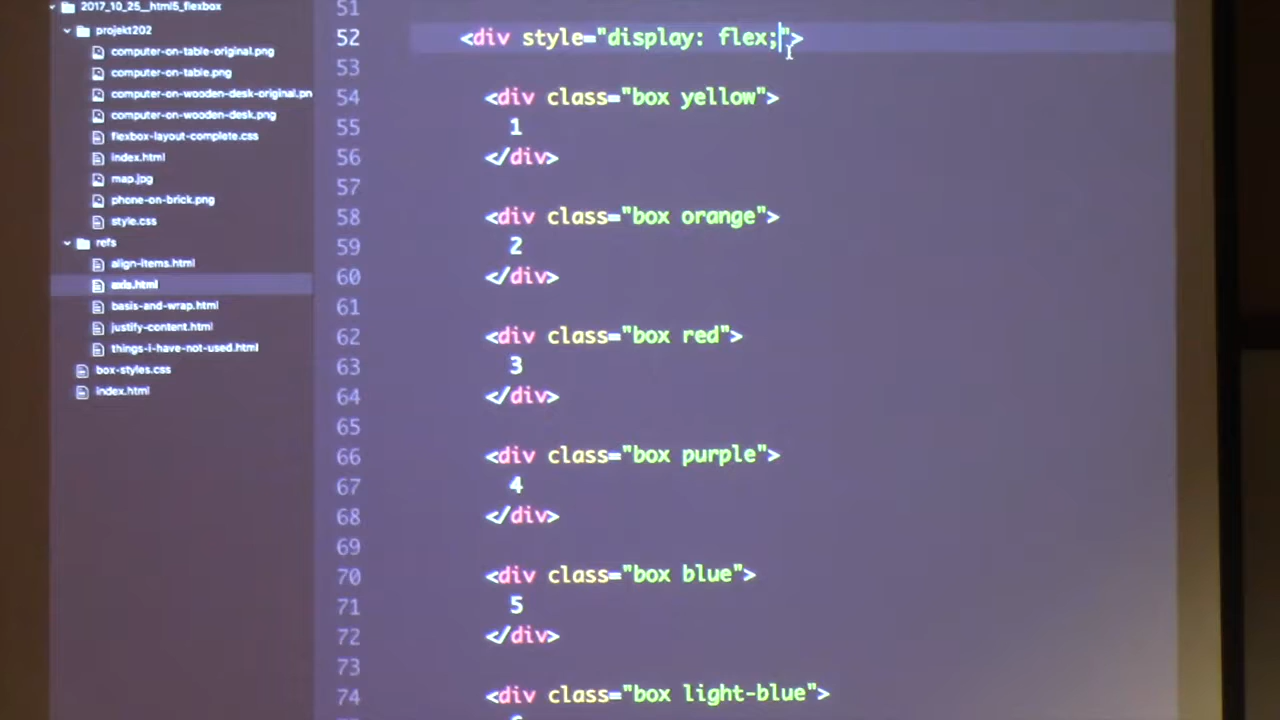 2017_10_25__html5_flexbox
projekt202
computer-on-table-original.png
computer-on-table.png
computer-on-wooden-desk-original.pn
computer-on-wooden-desk.png
flexbox-layout-complete.css
index.html
map.jpg
phone-on-brick.png
style.css
refs
align-items.html
axis.html
basis-and-wrap.html
justify-content.html
things-i-have-not-used.html
box-styles.css
index.html
51
52 <div style="display: flex;">
53
54 <div class="box yellow">
55 1
56 </div>
57
58 <div class="box orange">
59 2
60 </div>
61
62 <div class="box red">
63 3
64 </div>
65
66 <div class="box purple">
67 4
68 </div>
69
70 <div class="box blue">
71 5
72 </div>
73
74 <div class="box light-blue">